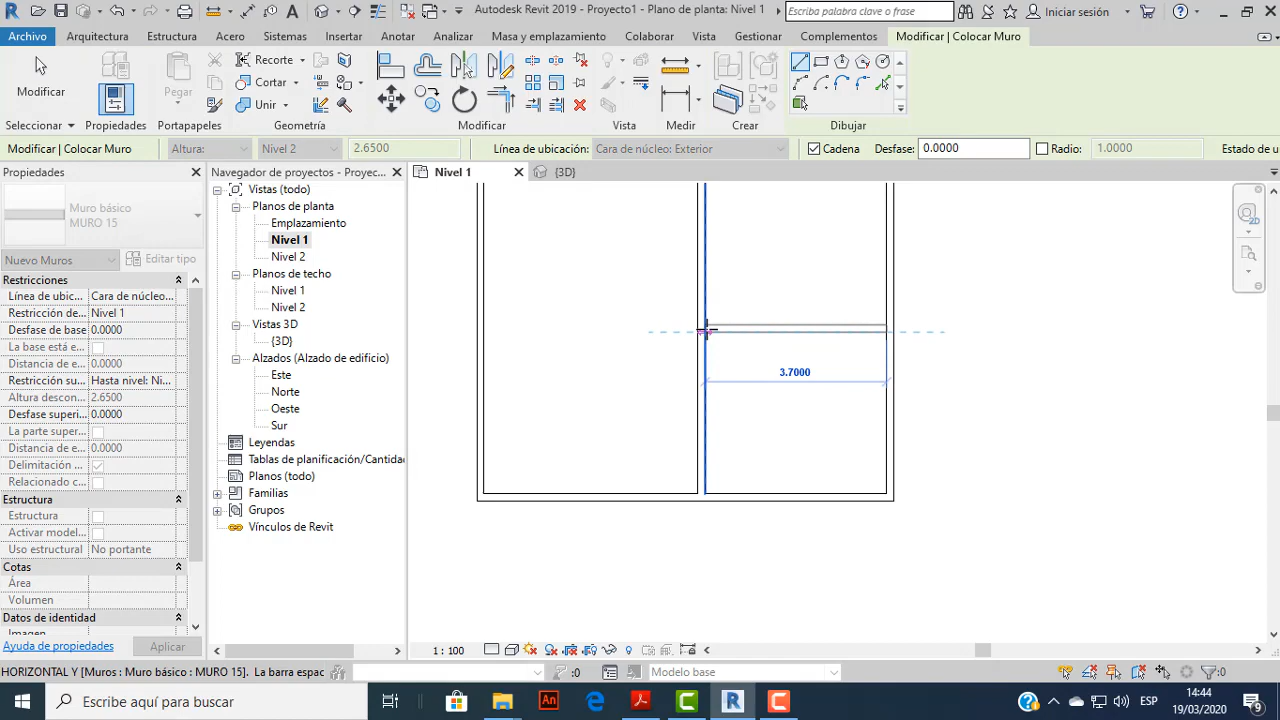 Autodesk Revit 2019 - Proyecto1 - Plano de planta: Nivel 1
Escriba palabra clave o frase
Iniciar sesión
Archivo
Arquitectura
Estructura
Acero
Sistemas
Insertar
Anotar
Analizar
Masa y emplazamiento
Colaborar
Vista
Gestionar
Complementos
Modificar | Colocar Muro
Modificar
Pegar
Recorte
Cortar
Unir
Seleccionar
Propiedades
Portapapeles
Geometría
Modificar
Vista
Medir
Crear
Dibujar
Modificar | Colocar Muro
Altura:
Nivel 2
2.6500
Línea de ubicación:
Cara de núcleo: Exterior
Cadena
Desfase:
0.0000
Radio:
1.0000
Estado de u
Propiedades
Muro básico
MURO 15
Nuevo Muros
Editar tipo
Restricciones
Línea de ubic...
Cara de núcleo...
Restricción de...
Nivel 1
Desfase de base
0.0000
La base está e...
Distancia de e...
0.0000
Restricción su...
Hasta nivel: Ni...
Altura descon...
2.6500
Desfase superi...
0.0000
La parte super...
Distancia de e...
0.0000
Delimitación ...
Relacionado c...
Estructura
Estructura
Activar model...
Uso estructural
No portante
Cotas
Área
Volumen
Datos de identidad
Imagen
Ayuda de propiedades
Aplicar
Navegador de proyectos - Proyec...
Vistas (todo)
Planos de planta
Emplazamiento
Nivel 1
Nivel 2
Planos de techo
Nivel 1
Nivel 2
Vistas 3D
{3D}
Alzados (Alzado de edificio)
Este
Norte
Oeste
Sur
Leyendas
Tablas de planificación/Cantidad
Planos (todo)
Familias
Grupos
Vínculos de Revit
Nivel 1
{3D}
3.7000
2D
1 : 100
HORIZONTAL Y [Muros : Muro básico : MURO 15]. La barra espac
:0
Modelo base
:0
Escribe aquí para buscar
An
R
C
ESP
14:44
19/03/2020
9